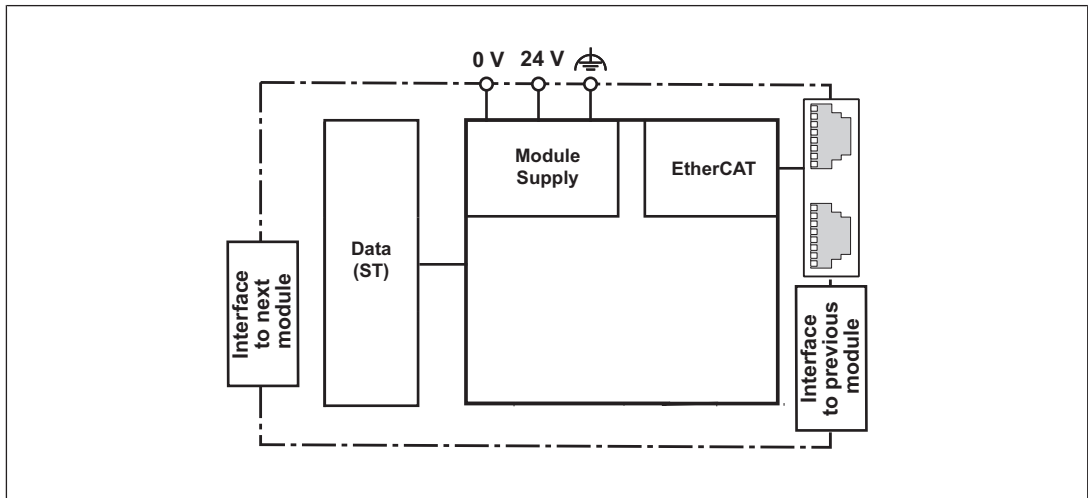 0 V 24 V
Module
Supply
EtherCAT
Data
(ST)
Interface
to next
module
Interface
to previous
module